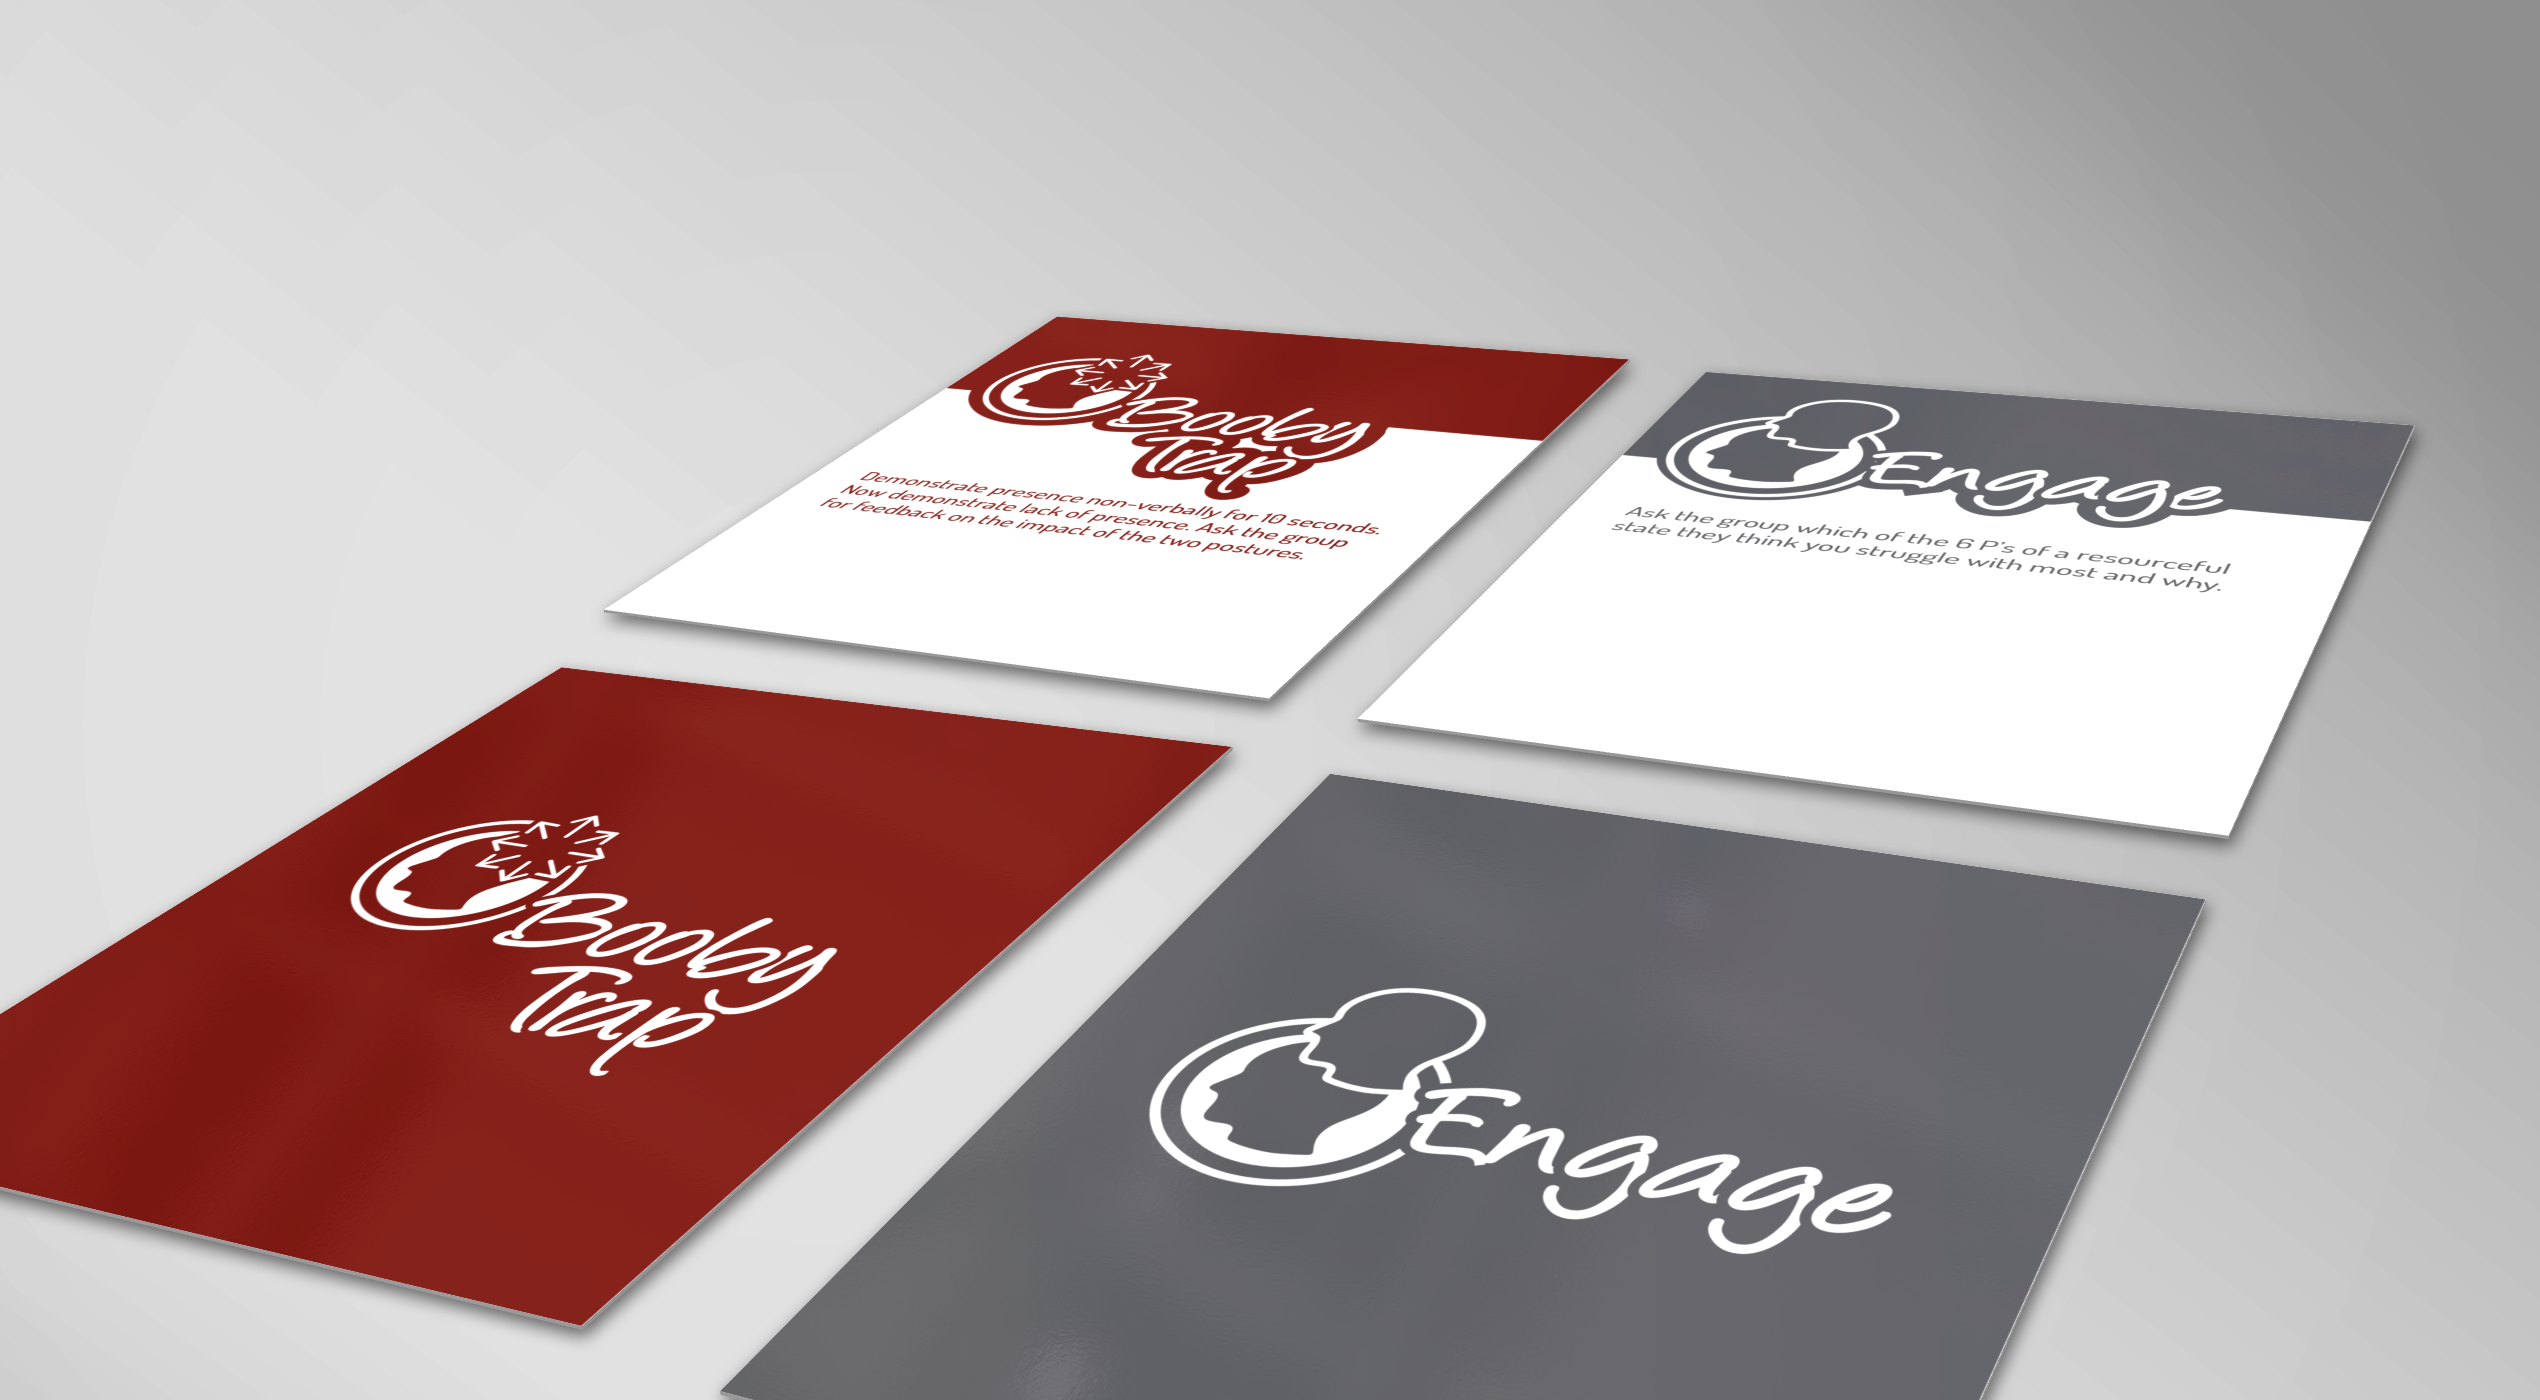 Booby
Trap
Demonstrate presence non-verbally for 10 seconds.
Now demonstrate lack of presence. Ask the group
for feedback on the impact of the two postures.
Engage
Ask the group which of the 6 P's of a resourceful
state they think you struggle with most and why.
Booby
Trap
Engage